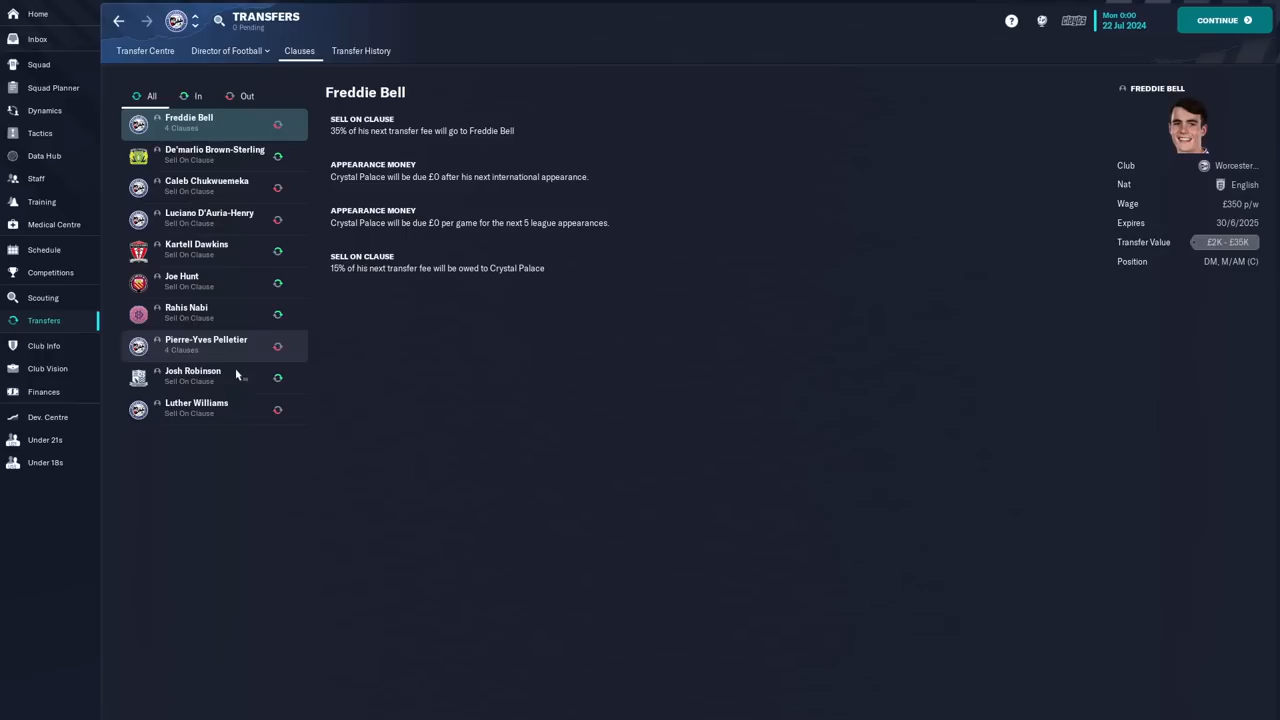 Home
Inbox
Squad
Squad Planner
Dynamics
Tactics
Data Hub
Staff
Training
Medical Centre
Schedule
Competitions
Scouting
Transfers
Club Info
Club Vision
Finances
Dev. Centre
Under 21s
Under 18s
TRANSFERS
0 Pending
Mon 0:00
22 Jul 2024
CONTINUE
Transfer Centre
Director of Football
Clauses
Transfer History
All
In
Out
Freddie Bell
4 Clauses
De'marlio Brown-Sterling
Sell On Clause
Caleb Chukwuemeka
Sell On Clause
Luciano D'Auria-Henry
Sell On Clause
Kartell Dawkins
Sell On Clause
Joe Hunt
Sell On Clause
Rahis Nabi
Sell On Clause
Pierre-Yves Pelletier
4 Clauses
Josh Robinson
Sell On Clause
Luther Williams
Sell On Clause
Freddie Bell
SELL ON CLAUSE
35% of his next transfer fee will go to Freddie Bell
APPEARANCE MONEY
Crystal Palace will be due £0 after his next international appearance.
APPEARANCE MONEY
Crystal Palace will be due £0 per game for the next 5 league appearances.
SELL ON CLAUSE
15% of his next transfer fee will be owed to Crystal Palace
FREDDIE BELL
Club Worcester...
Nat English
Wage £350 p/w
Expires 30/6/2025
Transfer Value £2K - £35K
Position DM, M/AM (C)